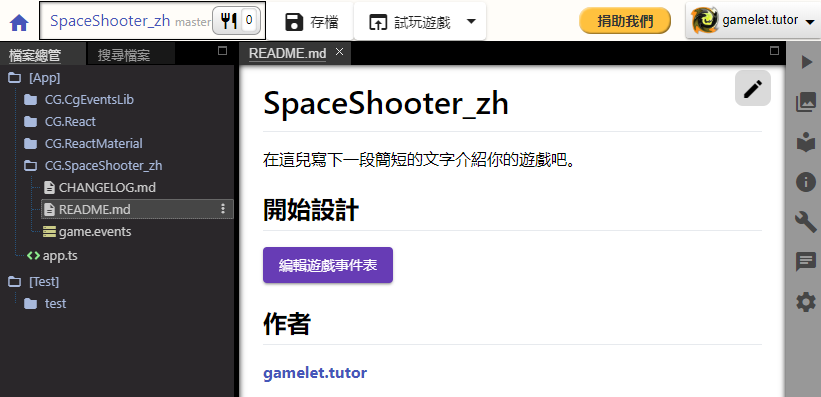 SpaceShooter_zh master 0 存檔 試玩遊戲 捐助我們 gamelet.tutor
檔案總管 搜尋檔案 README.md
[App]
CG.CgEventsLib
CG.React
CG.ReactMaterial
CG.SpaceShooter_zh
CHANGELOG.md
README.md
game.events
app.ts
[Test]
test
SpaceShooter_zh
在這兒寫下一段簡短的文字介紹你的遊戲吧。
開始設計
編輯遊戲事件表
作者
gamelet.tutor